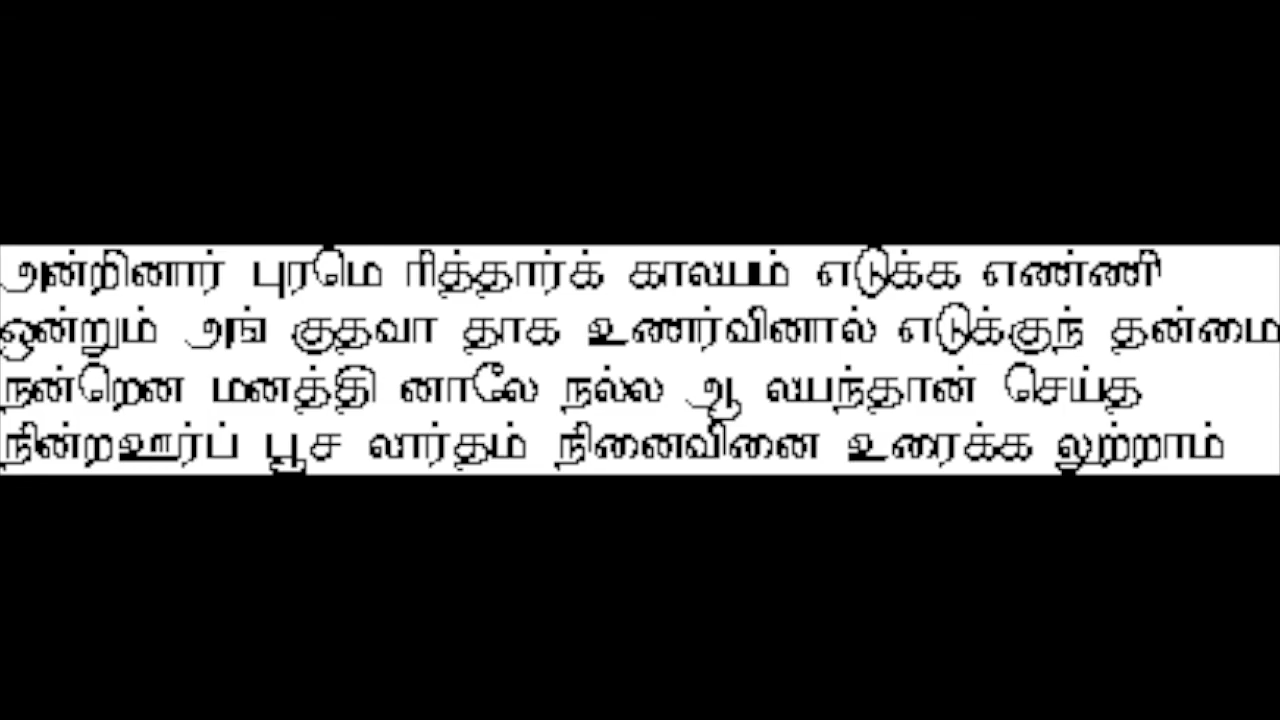 அன்றினார் புரமெ ரித்தார்க் காலயம் எடுக்க எண்ணி
ஒன்றும் அங் குதவா தாக உணர்வினால் எடுக்குந் தன்மை
நன்றென மனத்தி னாலே நல்ல ஆ லயந்தான் செய்த
நின்றஊர்ப் பூச லார்தம் நினைவினை உரைக்க லுற்றாம்